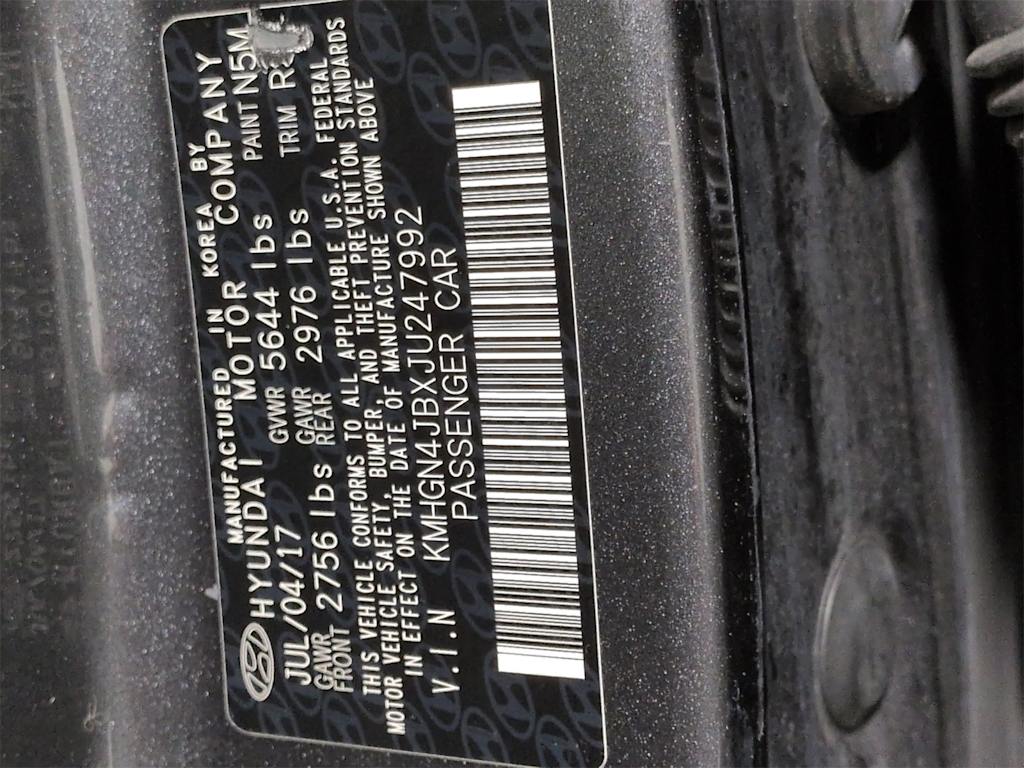 MANUFACTURED IN KOREA BY
HYUNDAI MOTOR COMPANY
JUL/04/17 GVWR 5644 lbs PAINT N5M
GAWR FRONT 2756 lbs GAWR REAR 2976 lbs TRIM
THIS VEHICLE CONFORMS TO ALL APPLICABLE U.S.A. FEDERAL
MOTOR VEHICLE SAFETY, BUMPER, AND THEFT PREVENTION STANDARDS
IN EFFECT ON THE DATE OF MANUFACTURE SHOWN ABOVE
V.I.N KMHGN4JBXJU247992
PASSENGER CAR